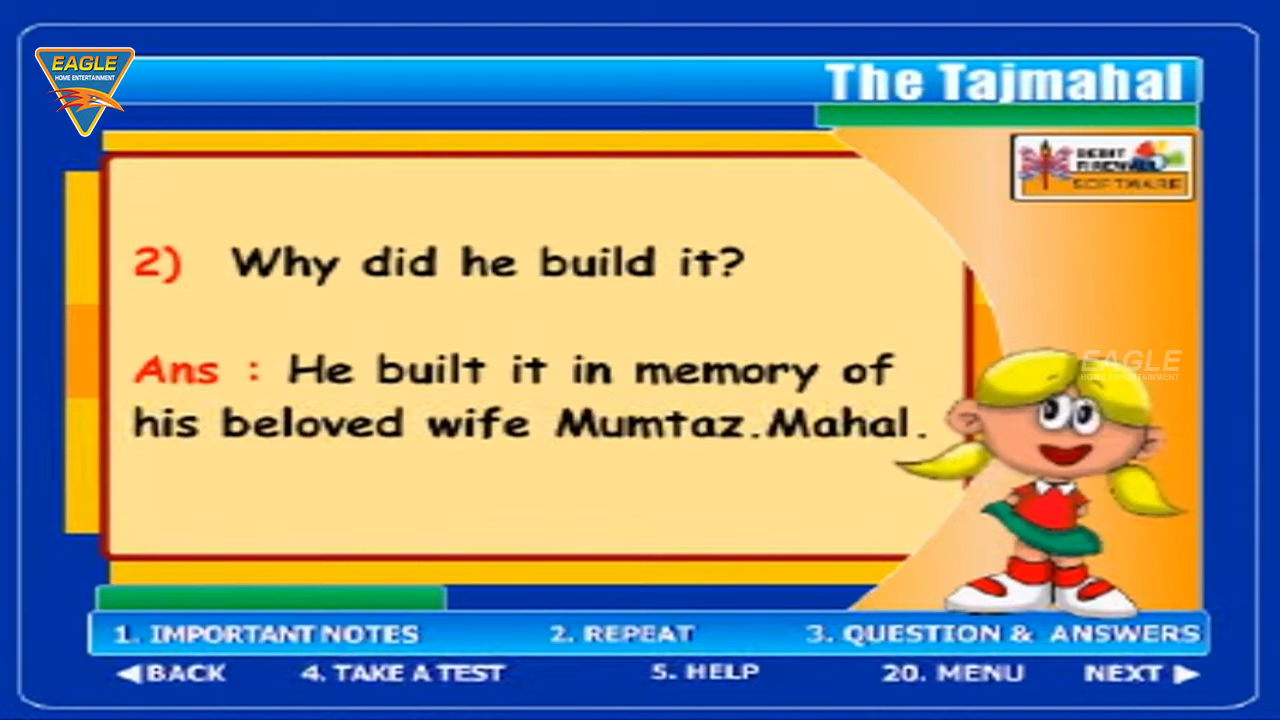 EAGLE
HOME ENTERTAINMENT
The Tajmahal
SOFTWARE
2) Why did he build it?
Ans : He built it in memory of
his beloved wife Mumtaz.Mahal.
EAGLE
HOME ENTERTAINMENT
1. IMPORTANT NOTES 2. REPEAT 3. QUESTION & ANSWERS
◀BACK 4. TAKE A TEST 5. HELP 20. MENU NEXT ▶